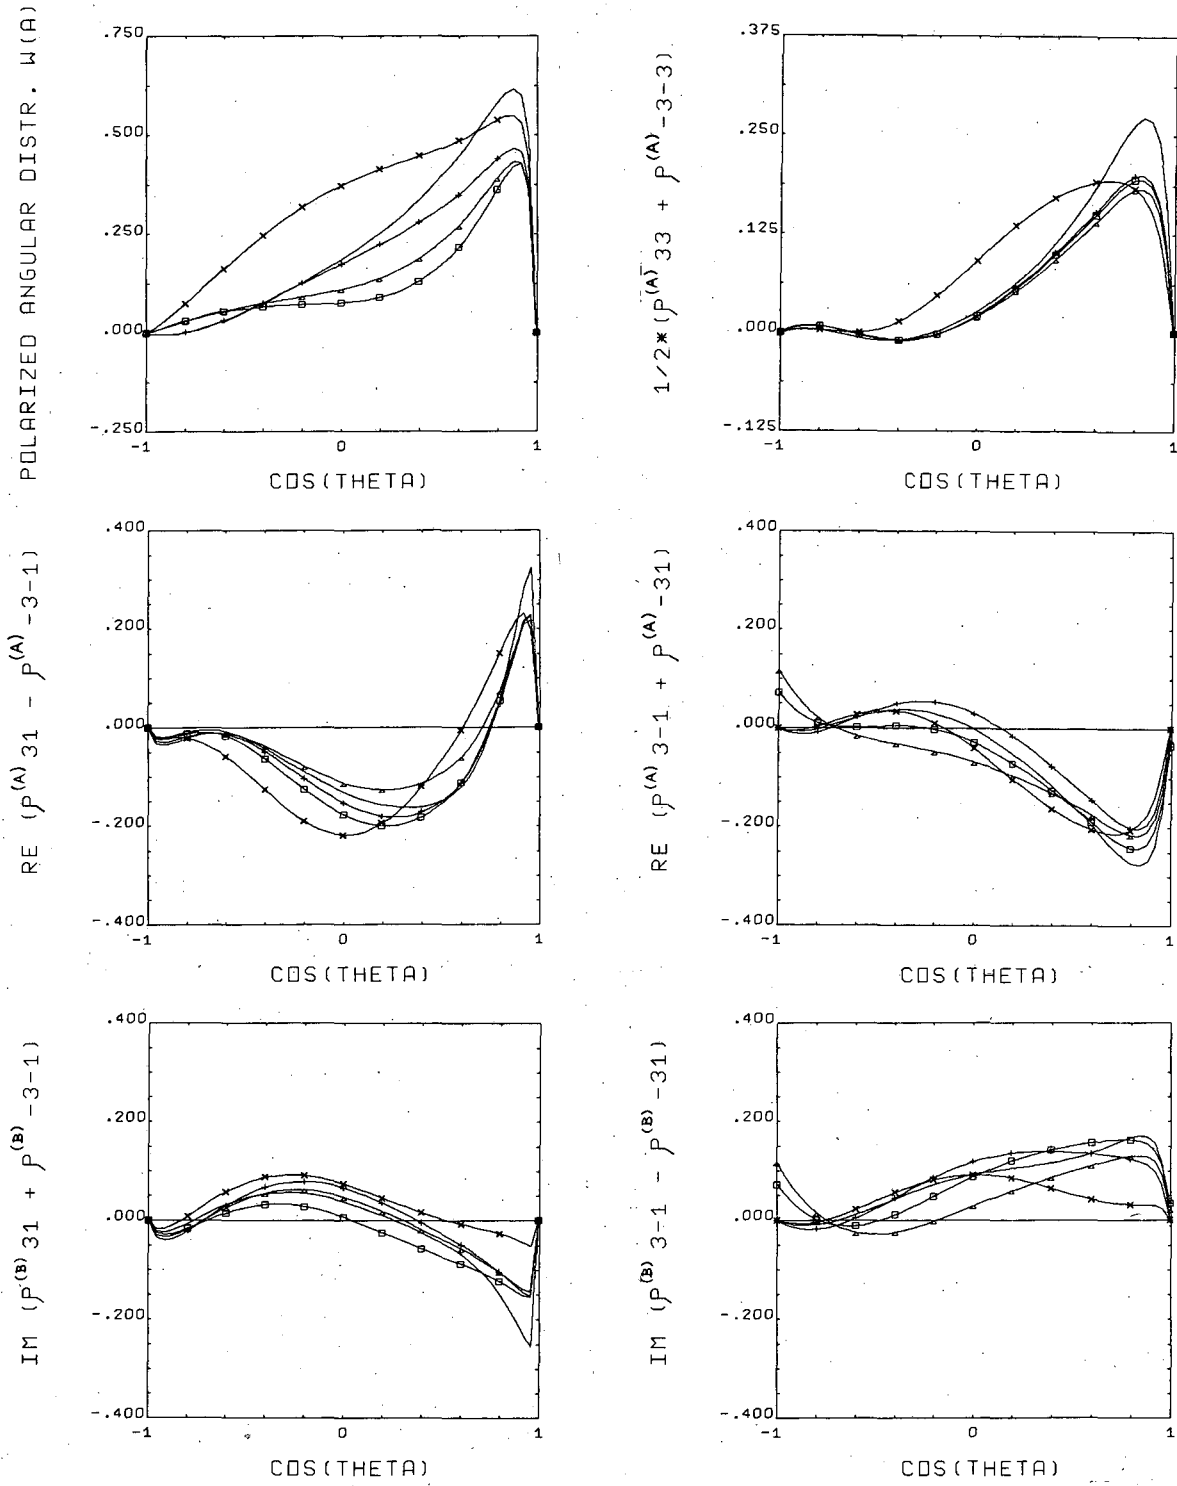 POLARIZED ANGULAR DISTR. W(A)
.750
.500
.250
.000
-.250
-1 0 1
COS(THETA)
1/2*(ρ(A) 33 + ρ(A) -3-3)
.375
.250
.125
.000
-.125
-1 0 1
COS(THETA)
RE (ρ(A) 31 - ρ(A) -3-1)
.400
.200
.000
-.200
-.400
-1 0 1
COS(THETA)
RE (ρ(A) 3-1 + ρ(A) -31)
.400
.200
.000
-.200
-.400
-1 0 1
COS(THETA)
IM (ρ(B) 31 + ρ(B) -3-1)
.400
.200
.000
-.200
-.400
-1 0 1
COS(THETA)
IM (ρ(B) 3-1 - ρ(B) -31)
.400
.200
.000
-.200
-.400
-1 0 1
COS(THETA)